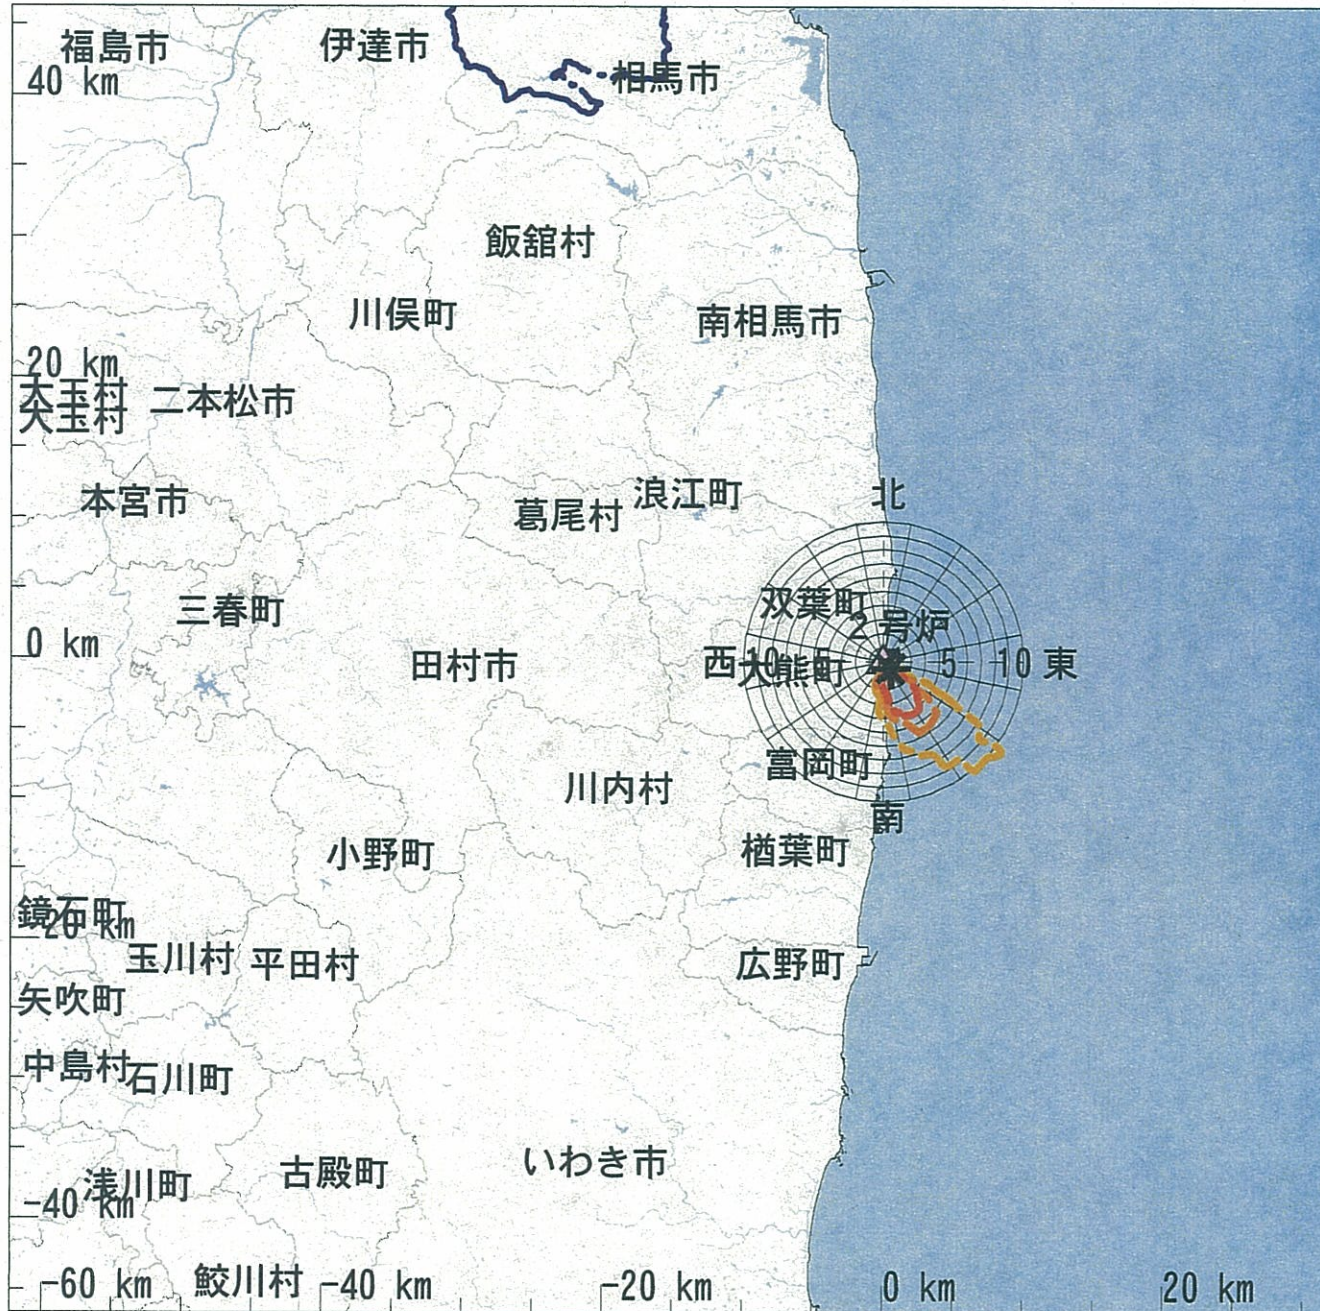 福島市
伊達市
40 km
相馬市
飯舘村
川俣町
南相馬市
20 km
大玉村
大玉村
二本松市
本宮市
葛尾村
浪江町
北
双葉町
2号炉
三春町
0 km
田村市
西
10
5
大熊町
5
10
東
富岡町
川内村
南
小野町
楢葉町
鏡石町
-20 km
玉川村
平田村
広野町
矢吹町
中島村
石川町
いわき市
古殿町
浅川町
-40 km
-60 km
鮫川村
-40 km
-20 km
0 km
20 km